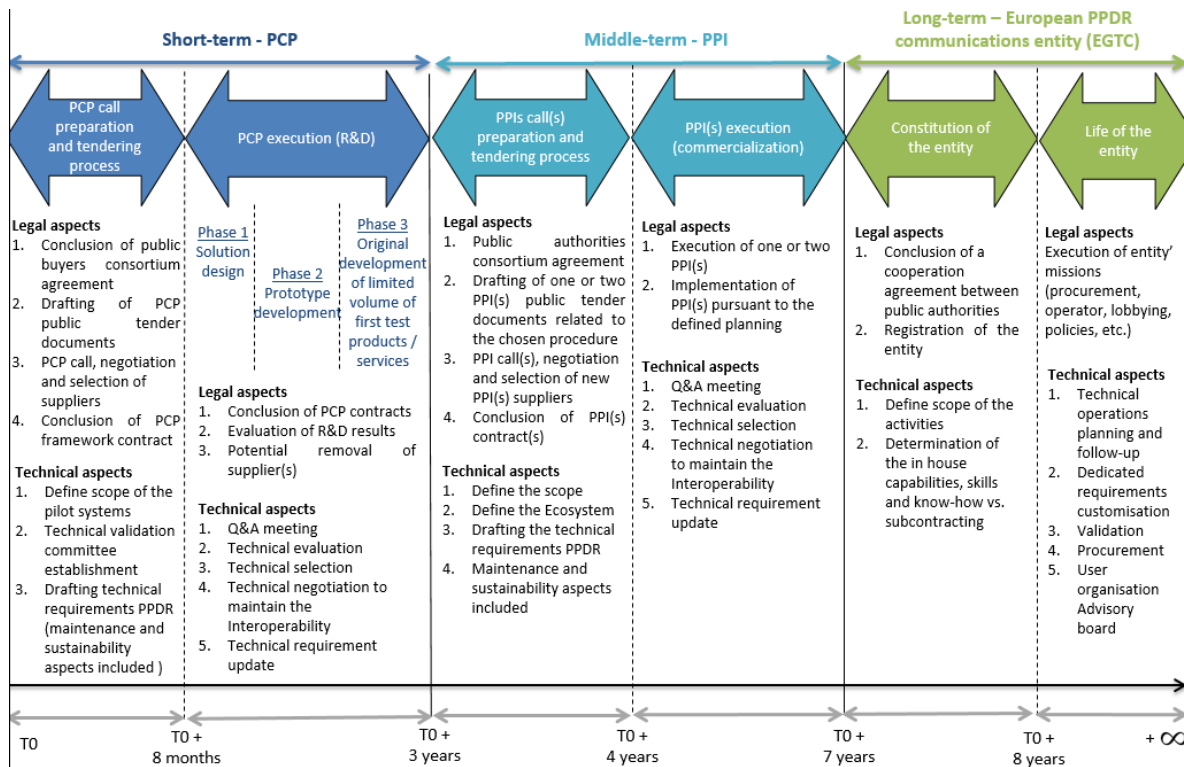 Short-term - PCP
Middle-term - PPI
Long-term – European PPDR
communications entity (EGTC)
PCP call
preparation
and tendering
process
PCP execution (R&D)
PPIs call(s)
preparation and
tendering process
PPI(s) execution
(commercialization)
Constitution of
the entity
Life of the
entity
Legal aspects
1. Conclusion of public
buyers consortium
agreement
2. Drafting of PCP
public tender
documents
3. PCP call, negotiation
and selection of
suppliers
4. Conclusion of PCP
framework contract
Technical aspects
1. Define scope of the
pilot systems
2. Technical validation
committee
establishment
3. Drafting technical
requirements PPDR
(maintenance and
sustainability
aspects included )
Phase 1
Solution
design
Phase 2
Prototype
development
Phase 3
Original
development
of limited
volume of
first test
products /
services
Legal aspects
1. Conclusion of PCP contracts
2. Evaluation of R&D results
3. Potential removal of
supplier(s)
Technical aspects
1. Q&A meeting
2. Technical evaluation
3. Technical selection
4. Technical negotiation to
maintain the
Interoperability
5. Technical requirement
update
Legal aspects
1. Public authorities
consortium agreement
2. Drafting of one or two
PPI(s) public tender
documents related to
the chosen procedure
3. PPI call(s), negotiation
and selection of new
PPI(s) suppliers
4. Conclusion of PPI(s)
contract(s)
Technical aspects
1. Define the scope
2. Define the Ecosystem
3. Drafting the technical
requirements PPDR
4. Maintenance and
sustainability aspects
included
Legal aspects
1. Execution of one or two
PPI(s)
2. Implementation of
PPI(s) pursuant to the
defined planning
Technical aspects
1. Q&A meeting
2. Technical evaluation
3. Technical selection
4. Technical negotiation
to maintain the
Interoperability
5. Technical requirement
update
Legal aspects
1. Conclusion of a
cooperation
agreement between
public authorities
2. Registration of the
entity
Technical aspects
1. Define scope of the
activities
2. Determination of
the in house
capabilities, skills
and know-how vs.
subcontracting
Legal aspects
Execution of entity'
missions
(procurement,
operator, lobbying,
policies, etc.)
Technical aspects
1. Technical
operations
planning and
follow-up
2. Dedicated
requirements
customisation
3. Validation
4. Procurement
5. User
organisation
Advisory
board
T0
T0 +
8 months
T0 +
3 years
T0 +
4 years
T0 +
7 years
T0 +
8 years
+ ∞